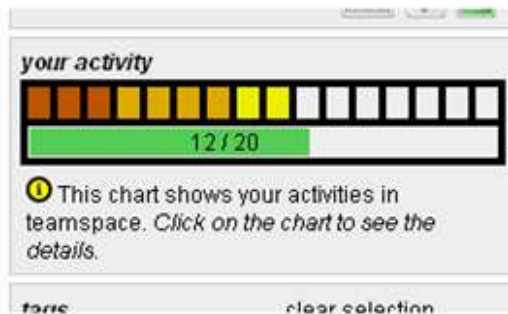 your activity
12 / 20
This chart shows your activities in
teamspace. Click on the chart to see the
details.
tags clear selection